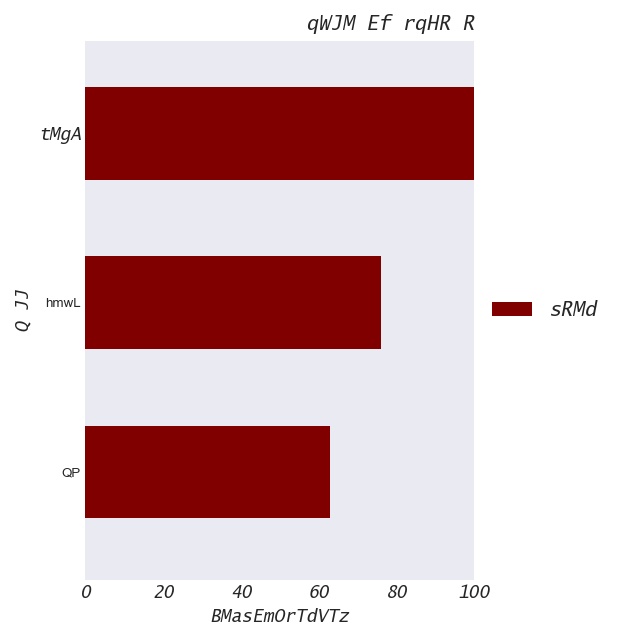 qWJM Ef rqHR R
tMgA
hmwL
QP
Q JJ
0 20 40 60 80 100
BMasEmOrTdVTz
sRMd